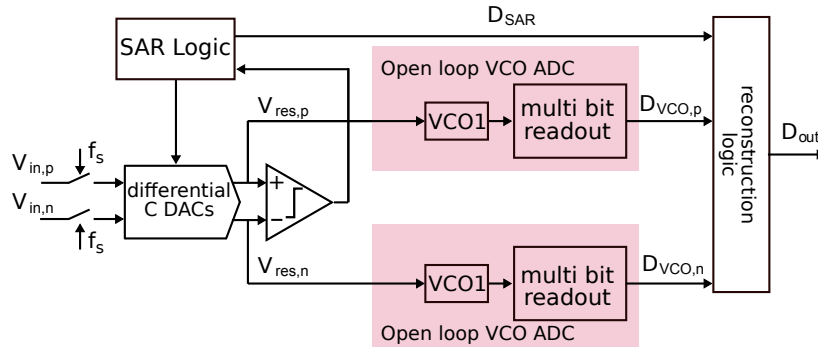 D_SAR
SAR Logic
Open loop VCO ADC
V_res,p
VCO1
multi bit
readout
D_VCO,p
reconstruction
logic
D_out
V_in,p
f_s
differential
C DACs
+
−
V_in,n
f_s
V_res,n
VCO1
multi bit
readout
D_VCO,n
Open loop VCO ADC